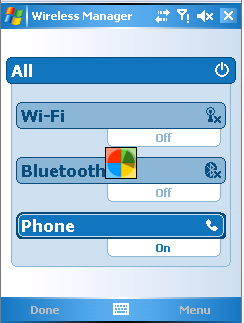 Wireless Manager
All
Wi-Fi
Off
Bluetooth
Off
Phone
On
Done Menu